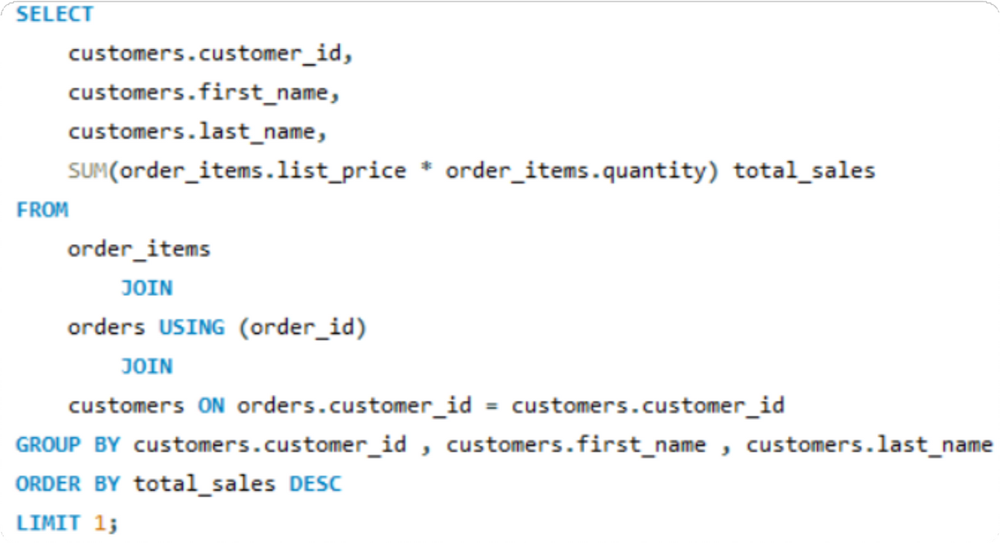 SELECT
customers.customer_id,
customers.first_name,
customers.last_name,
SUM(order_items.list_price * order_items.quantity) total_sales
FROM
order_items
JOIN
orders USING (order_id)
JOIN
customers ON orders.customer_id = customers.customer_id
GROUP BY customers.customer_id , customers.first_name , customers.last_name
ORDER BY total_sales DESC
LIMIT 1;